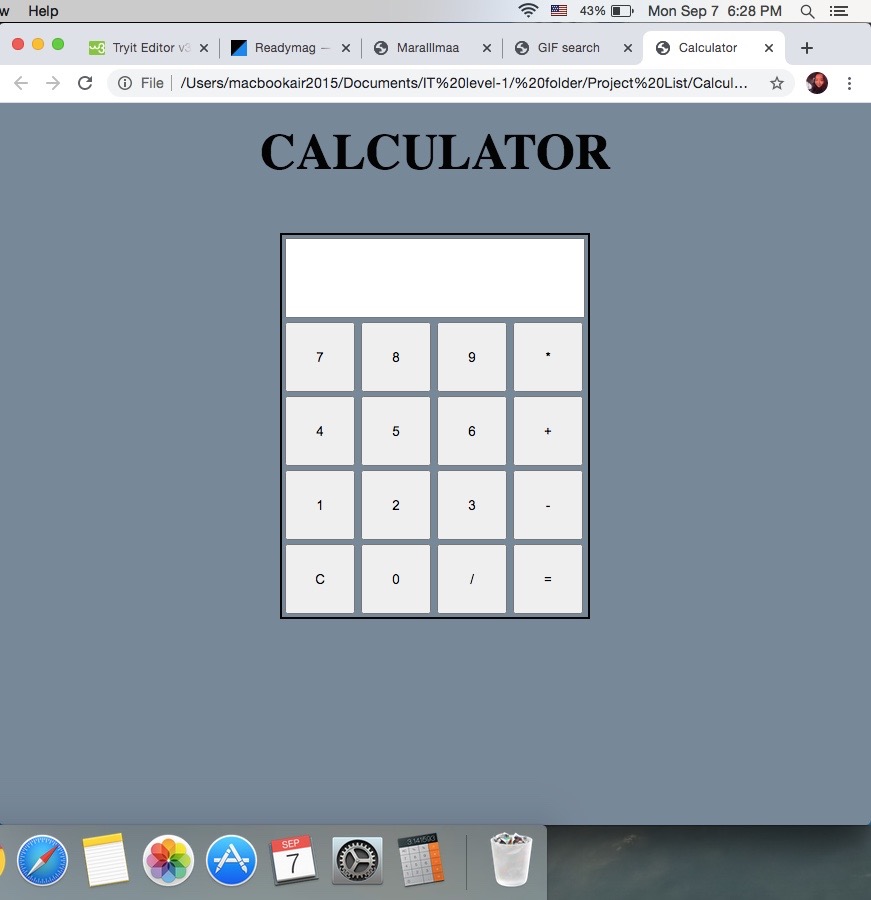 w Help 43% Mon Sep 7 6:28 PM
w3 Tryit Editor v3 Readymag — Maralllmaa GIF search Calculator
File /Users/macbookair2015/Documents/IT%20level-1/%20folder/Project%20List/Calcul...
CALCULATOR
7 8 9 *
4 5 6 +
1 2 3 -
C 0 / =
SEP
7